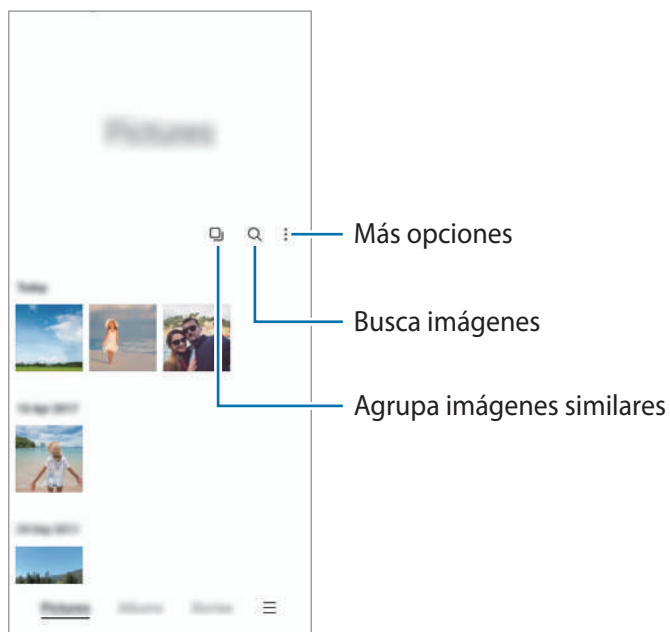 Pictures
Más opciones
Today
Busca imágenes
Agrupa imágenes similares
Pictures Albums Stories